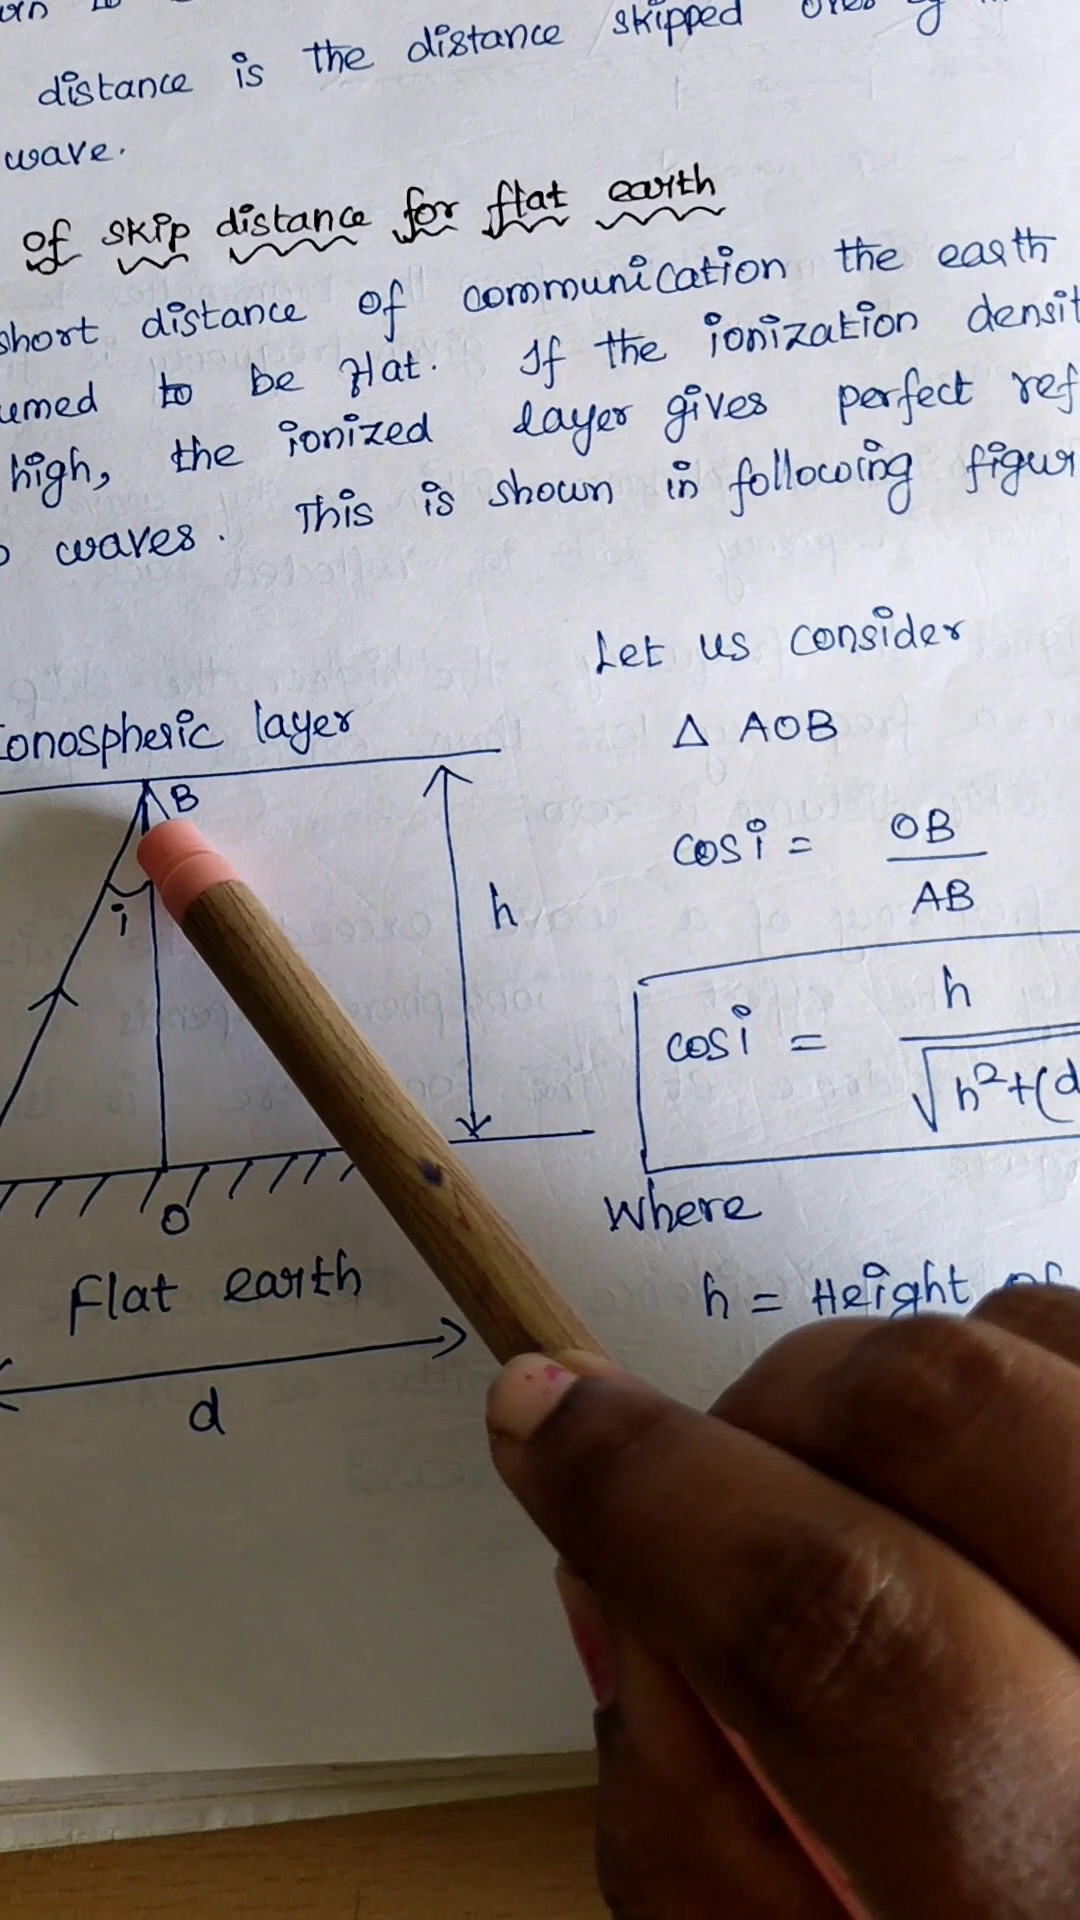 distance is the distance skipped
wave.
of skip distance for flat earth
short distance of communication the earth
umed to be flat. If the ionization densit
high, the ionized layer gives perfect ref
waves. This is shown in following figur
Let us consider
Ionospheric layer
Δ AOB
B
cos i = OB / AB
i
h
cos i = h / √h²+(d
O
Where
Flat earth
h = Height of
d